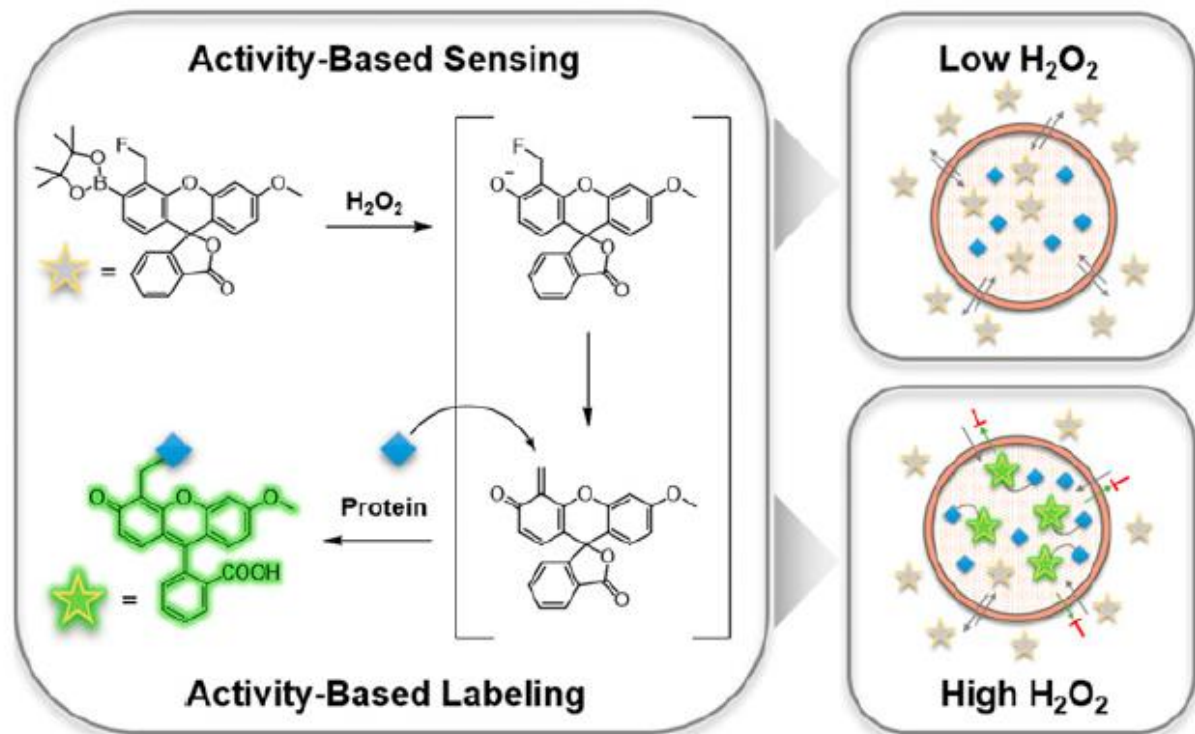 Activity-Based Sensing
F
O
B
O
O
O
H₂O₂
O
O
=
F
O⁻
O
O
O
O
Protein
O
O
O
COOH
=
O
O
O
O
O
Activity-Based Labeling
Low H₂O₂
High H₂O₂